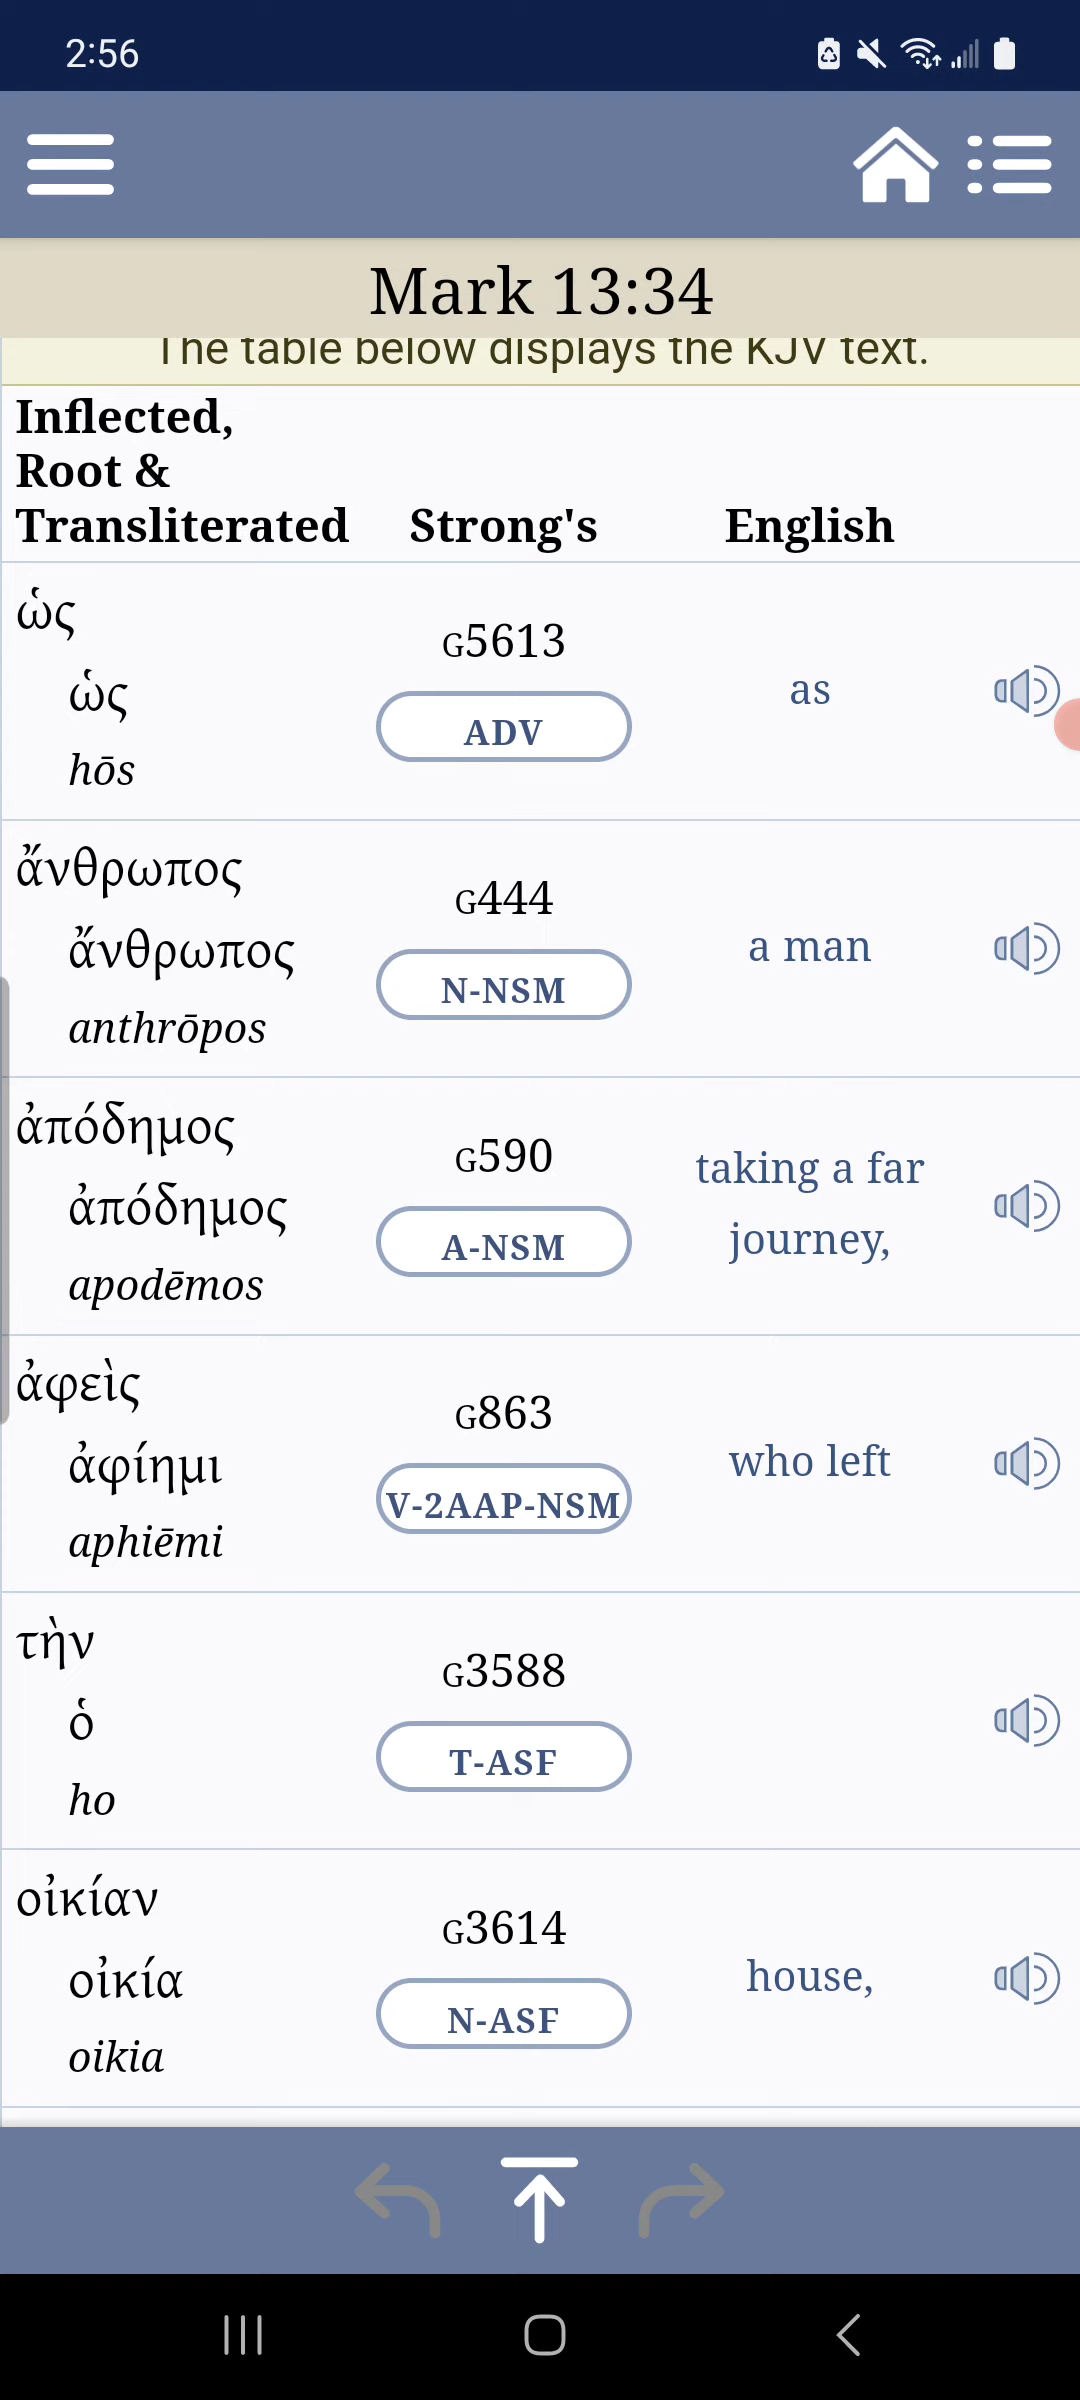 2:56
Mark 13:34
The table below displays the KJV text.
Inflected,
Root &
Transliterated Strong's English
ὡς
ὡς
hōs
G5613
ADV
as
ἄνθρωπος
ἄνθρωπος
anthrōpos
G444
N-NSM
a man
ἀπόδημος
ἀπόδημος
apodēmos
G590
A-NSM
taking a far
journey,
ἀφεὶς
ἀφίημι
aphiēmi
G863
V-2AAP-NSM
who left
τὴν
ὁ
ho
G3588
T-ASF
οἰκίαν
οἰκία
oikia
G3614
N-ASF
house,